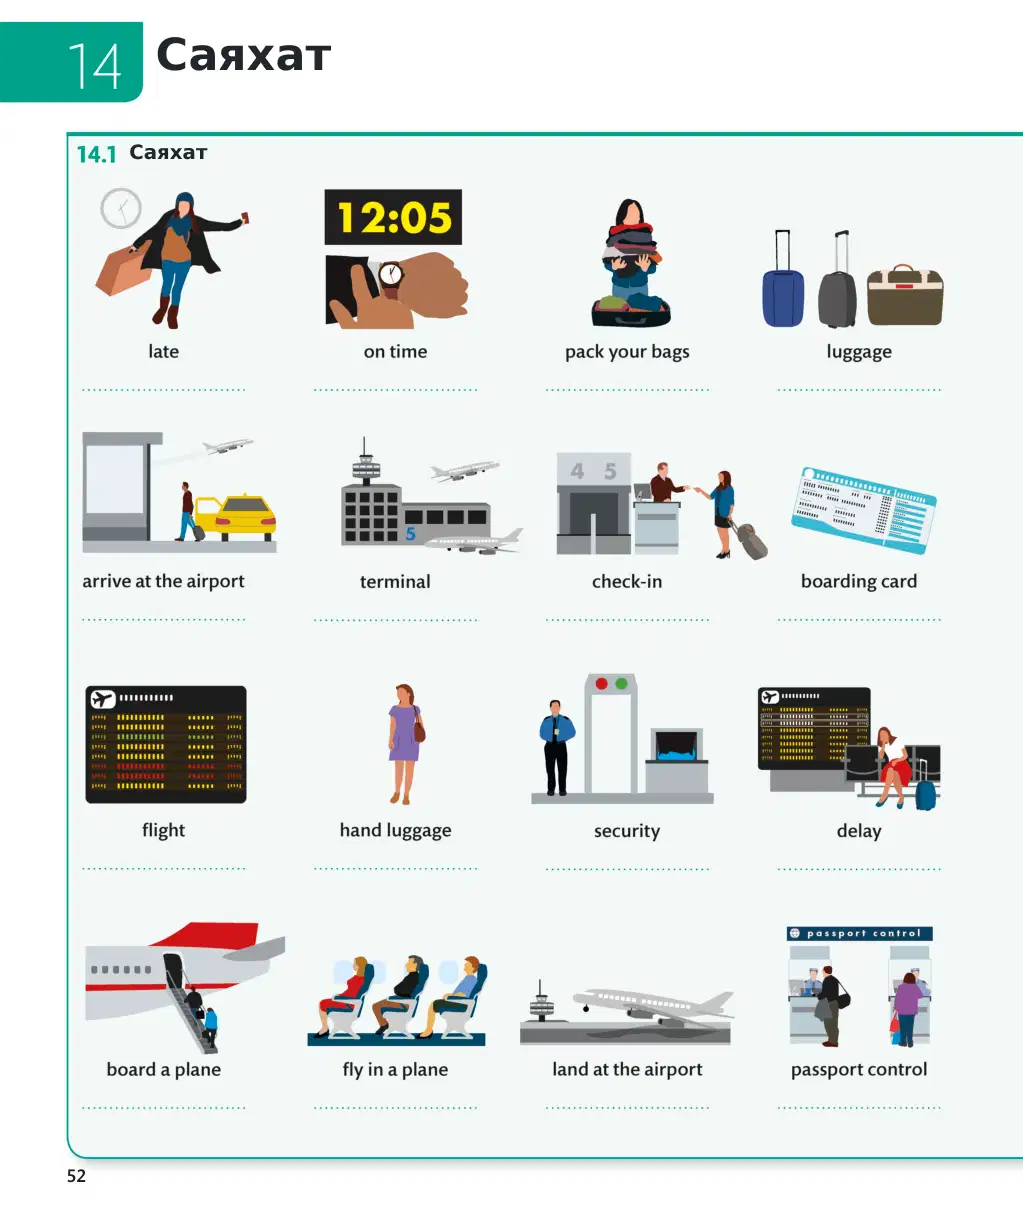 14 Саяхат
14.1 Саяхат
12:05
late
on time
pack your bags
luggage
4 5
5
arrive at the airport
terminal
check-in
boarding card
flight
hand luggage
security
delay
passport control
board a plane
fly in a plane
land at the airport
passport control
52